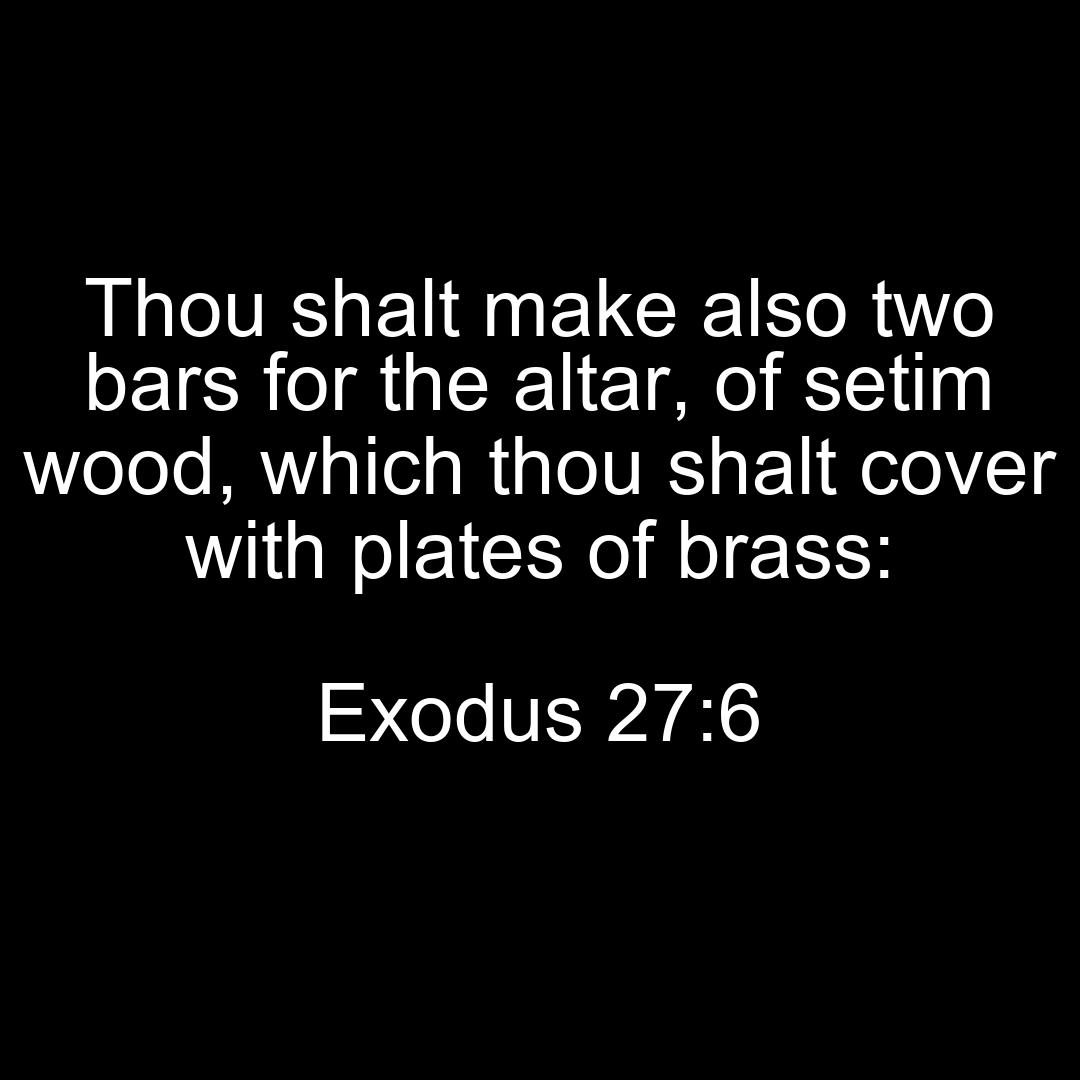 Thou shalt make also two
bars for the altar, of setim
wood, which thou shalt cover
with plates of brass:
Exodus 27:6